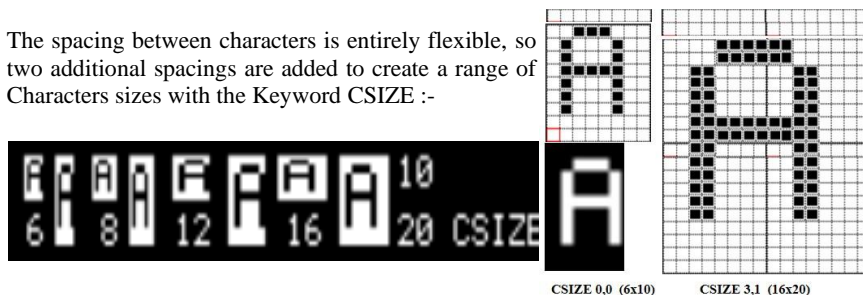 The spacing between characters is entirely flexible, so
two additional spacings are added to create a range of
Characters sizes with the Keyword CSIZE :-
A A A A A A A A 10
6 8 12 16 20 CSIZE
A
CSIZE 0,0 (6x10) CSIZE 3,1 (16x20)